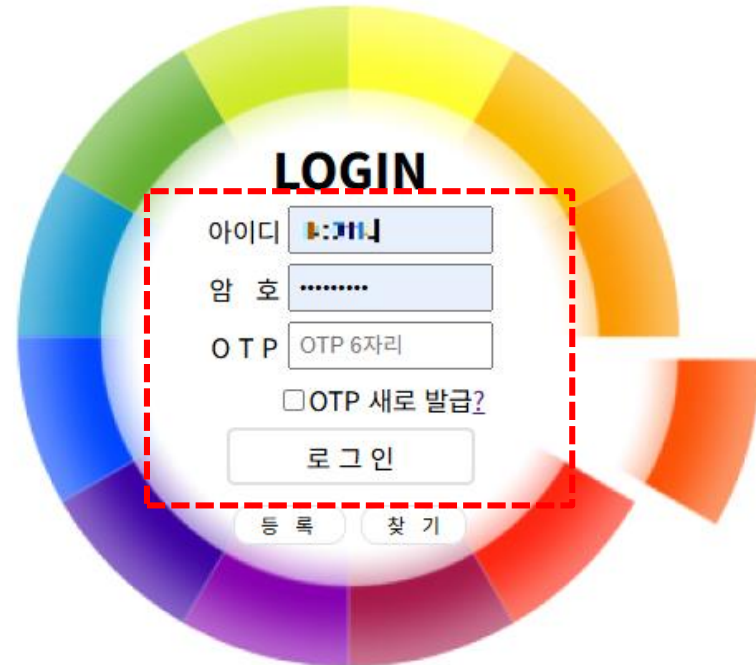 LOGIN
아이디
암 호 •••••••••
O T P OTP 6자리
OTP 새로 발급?
로 그 인
등 록 찾 기